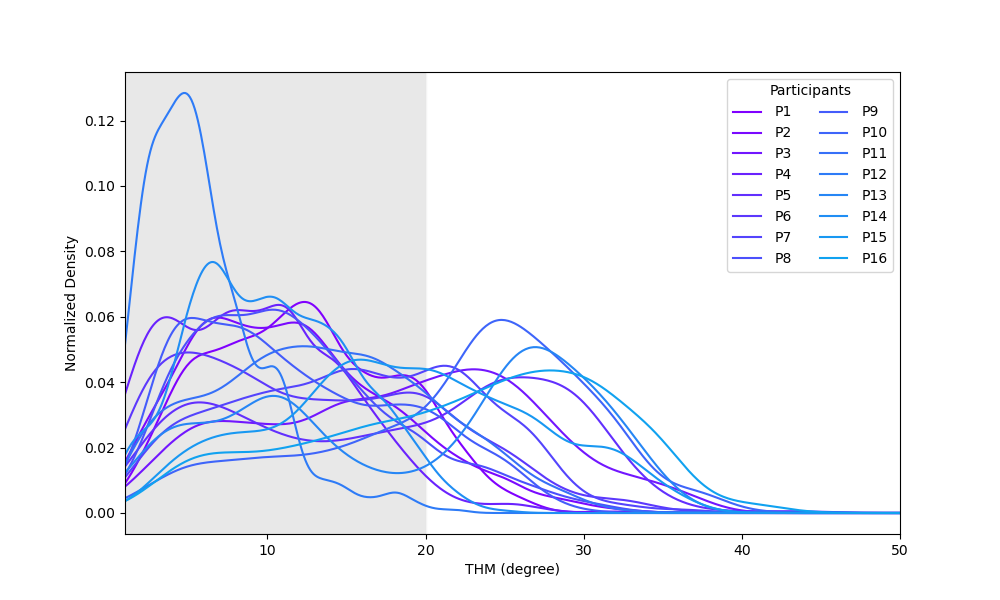 Participants
P1 P9
P2 P10
P3 P11
P4 P12
P5 P13
P6 P14
P7 P15
P8 P16
Normalized Density
0.12
0.10
0.08
0.06
0.04
0.02
0.00
10 20 30 40 50
THM (degree)